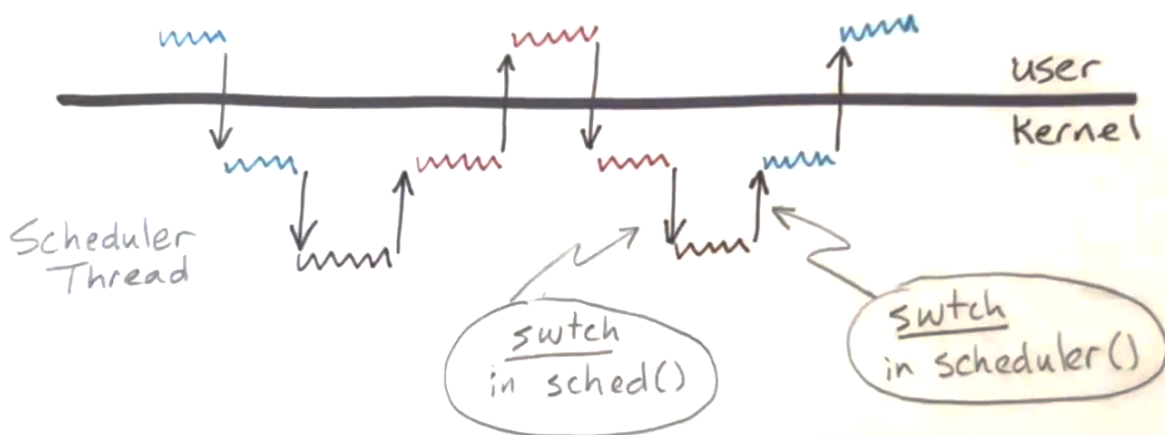 user
Kernel
Scheduler
Thread
swtch
in sched()
swtch
in scheduler()